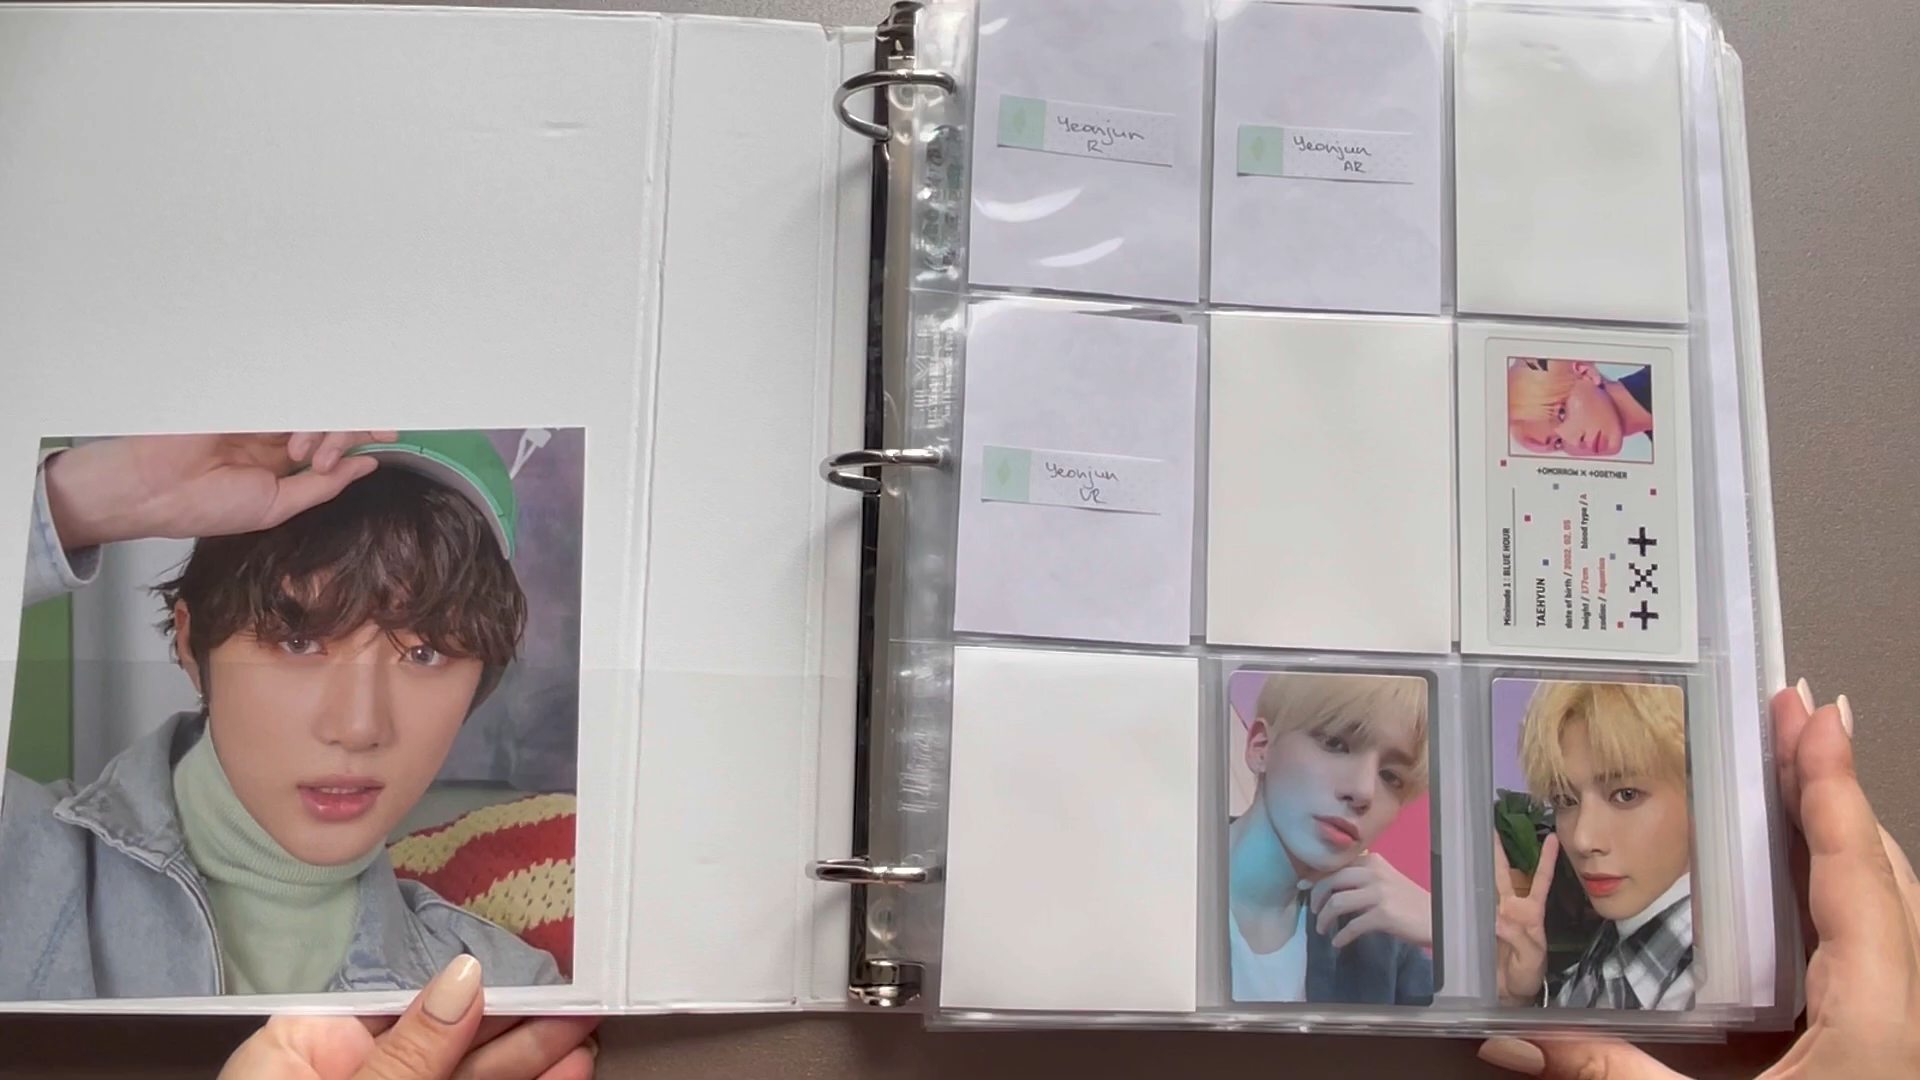 Yeonjun
R
Yeonjun
AR
Yeonjun
VR
TOMORROW X TOGETHER
Minisode 1 : BLUE HOUR
TAEHYUN
date of birth / 2002. 02. 05
height / 177cm blood type / A
zodiac / Aquarius
+X+